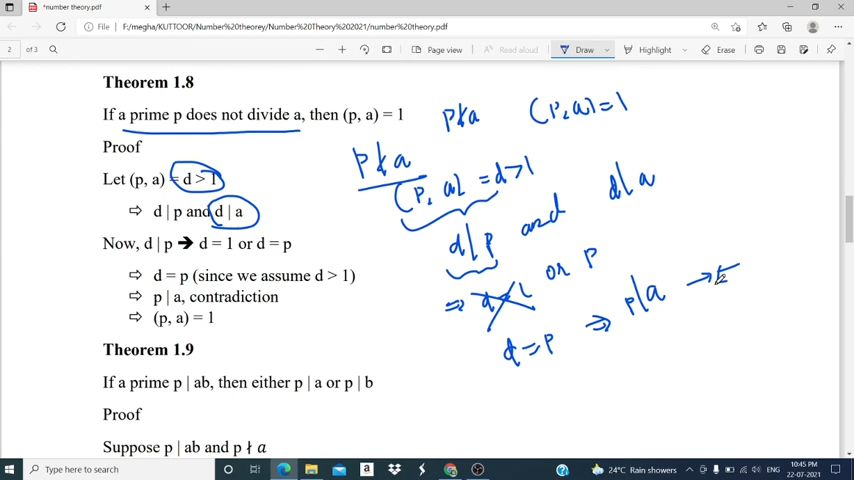 *number theory.pdf
File
F:/megha/KUTTOOR/Number%20theorey/Number%20Theory%202021/number%20theory.pdf
2 of 3
Page view
Read aloud
Draw
Highlight
Erase
Theorem 1.8
If a prime p does not divide a, then (p, a) = 1
p∤a (p, a) = 1
Proof
p∤a
Let (p, a) = d > 1
(p, a) = d > 1
⇒ d | p and d | a
d | p and d | a
Now, d | p ➔ d = 1 or d = p
⇒ d = 1 or p
⇒ d = p (since we assume d > 1)
⇒ p | a, contradiction
⇒ (p, a) = 1
d = p ⇒ p | a →←
Theorem 1.9
If a prime p | ab, then either p | a or p | b
Proof
Suppose p | ab and p ∤ a
Type here to search
24°C Rain showers
ENG
10:45 PM
22-07-2021